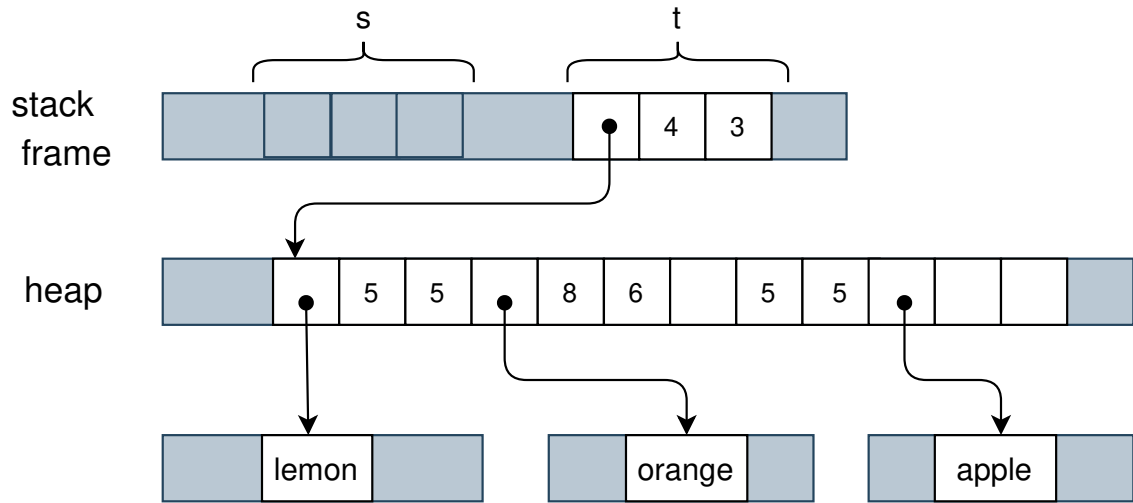 s t
stack
frame
4 3
heap
5 5 8 6 5 5
lemon orange apple